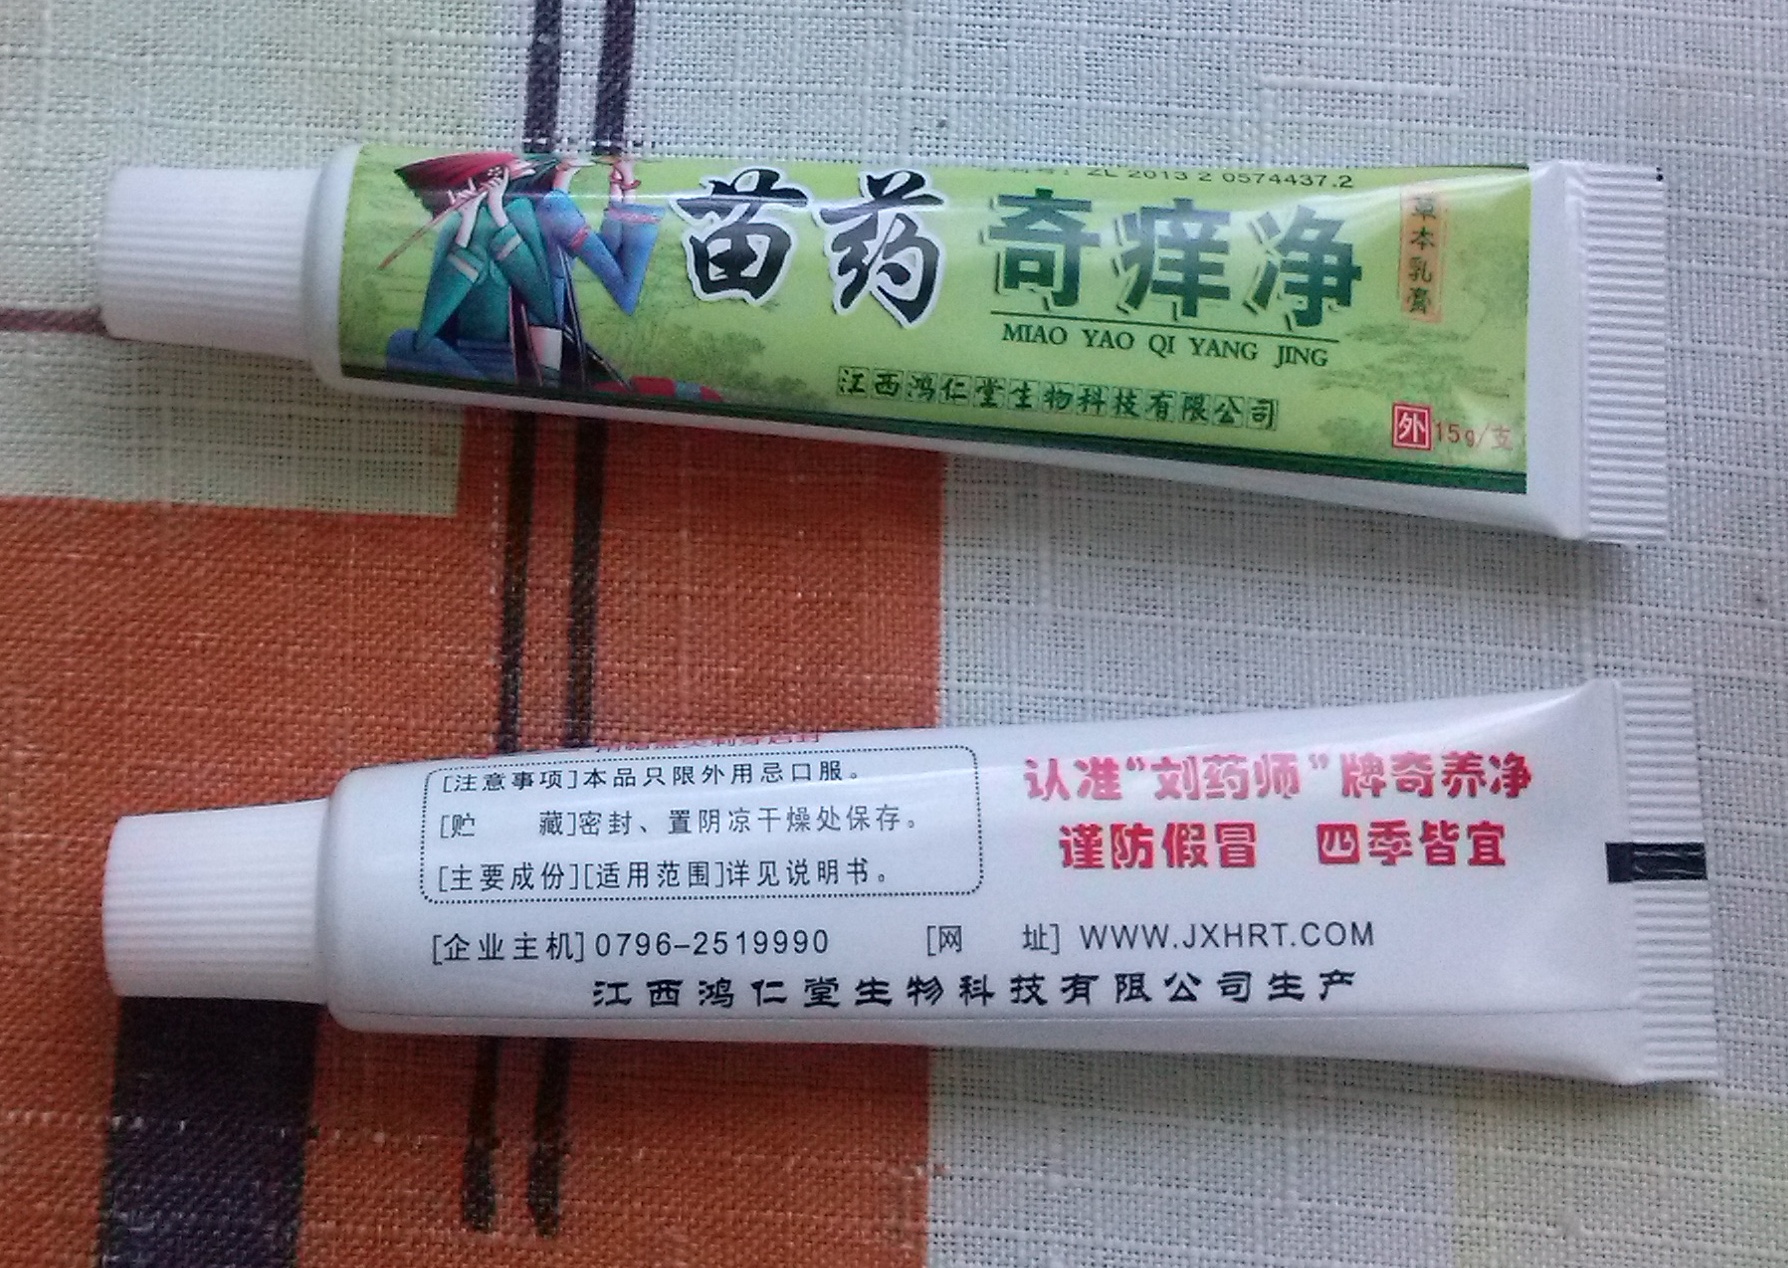 ZL 2013 2 0574437.2
苗药 奇痒净
草本乳膏
MIAO YAO QI YANG JING
江西鸿仁堂生物科技有限公司
外 15g/支
[注意事项]本品只限外用忌口服。
[贮 藏]密封、置阴凉干燥处保存。
[主要成份][适用范围]详见说明书。
认准“刘药师”牌奇养净
谨防假冒 四季皆宜
[企业主机]0796-2519990 [网 址] WWW.JXHRT.COM
江西鸿仁堂生物科技有限公司生产